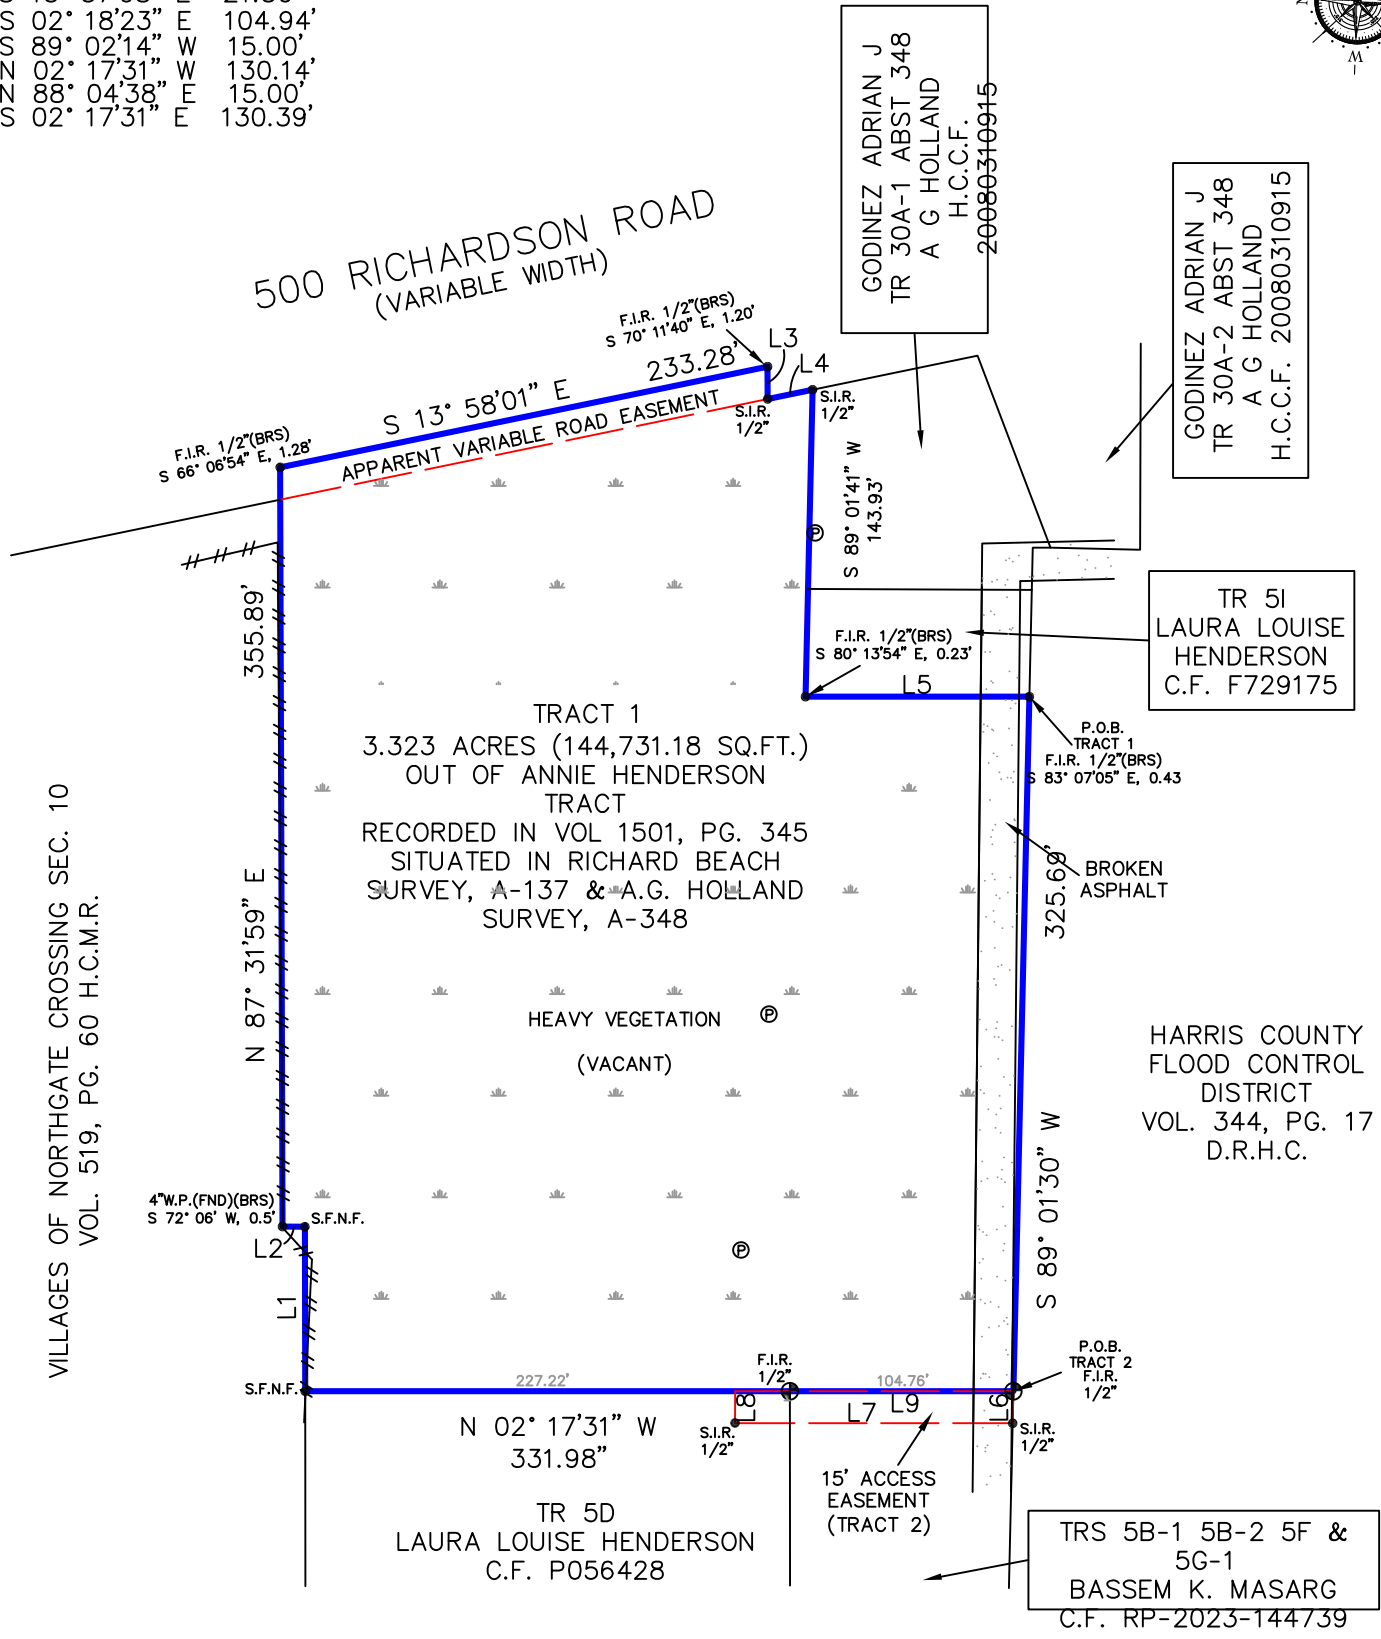 S 02° 18'23" E 104.94'
S 89° 02'14" W 15.00'
N 02° 17'31" W 130.14'
N 88° 04'38" E 15.00'
S 02° 17'31" E 130.39'
GODINEZ ADRIAN J
TR 30A-1 ABST 348
A G HOLLAND
H.C.C.F.
20080310915
GODINEZ ADRIAN J
TR 30A-2 ABST 348
A G HOLLAND
H.C.C.F. 20080310915
500 RICHARDSON ROAD
(VARIABLE WIDTH)
F.I.R. 1/2"(BRS)
S 70° 11'40" E, 1.20'
L3
L4
S 13° 58'01" E 233.28'
APPARENT VARIABLE ROAD EASEMENT
S.I.R.
1/2"
S.I.R.
1/2"
F.I.R. 1/2"(BRS)
S 66° 06'54" E, 1.28'
S 89° 01'41" W
143.93'
P
TR 5I
LAURA LOUISE
HENDERSON
C.F. F729175
F.I.R. 1/2"(BRS)
S 80° 13'54" E, 0.23'
L5
P.O.B.
TRACT 1
F.I.R. 1/2"(BRS)
S 83° 07'05" E, 0.43
N 87° 31'59" E 355.89'
TRACT 1
3.323 ACRES (144,731.18 SQ.FT.)
OUT OF ANNIE HENDERSON
TRACT
RECORDED IN VOL 1501, PG. 345
SITUATED IN RICHARD BEACH
SURVEY, A-137 & A.G. HOLLAND
SURVEY, A-348
BROKEN
ASPHALT
S 89° 01'30" W 325.69'
VILLAGES OF NORTHGATE CROSSING SEC. 10
VOL. 519, PG. 60 H.C.M.R.
HEAVY VEGETATION
(VACANT)
P
HARRIS COUNTY
FLOOD CONTROL
DISTRICT
VOL. 344, PG. 17
D.R.H.C.
4"W.P.(FND)(BRS)
S 72° 06' W, 0.5'
S.F.N.F.
L2
P
L1
S.F.N.F.
227.22'
F.I.R.
1/2"
104.76'
P.O.B.
TRACT 2
F.I.R.
1/2"
L8
L7
L9
L6
N 02° 17'31" W
331.98"
S.I.R.
1/2"
S.I.R.
1/2"
15' ACCESS
EASEMENT
(TRACT 2)
TR 5D
LAURA LOUISE HENDERSON
C.F. P056428
TRS 5B-1 5B-2 5F &
5G-1
BASSEM K. MASARG
C.F. RP-2023-144739